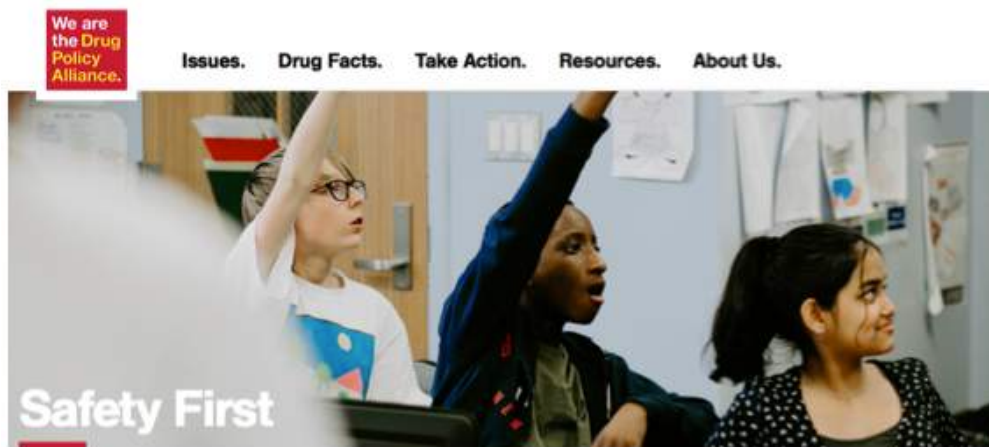 We are
the Drug
Policy
Alliance.
Issues. Drug Facts. Take Action. Resources. About Us.
Safety First